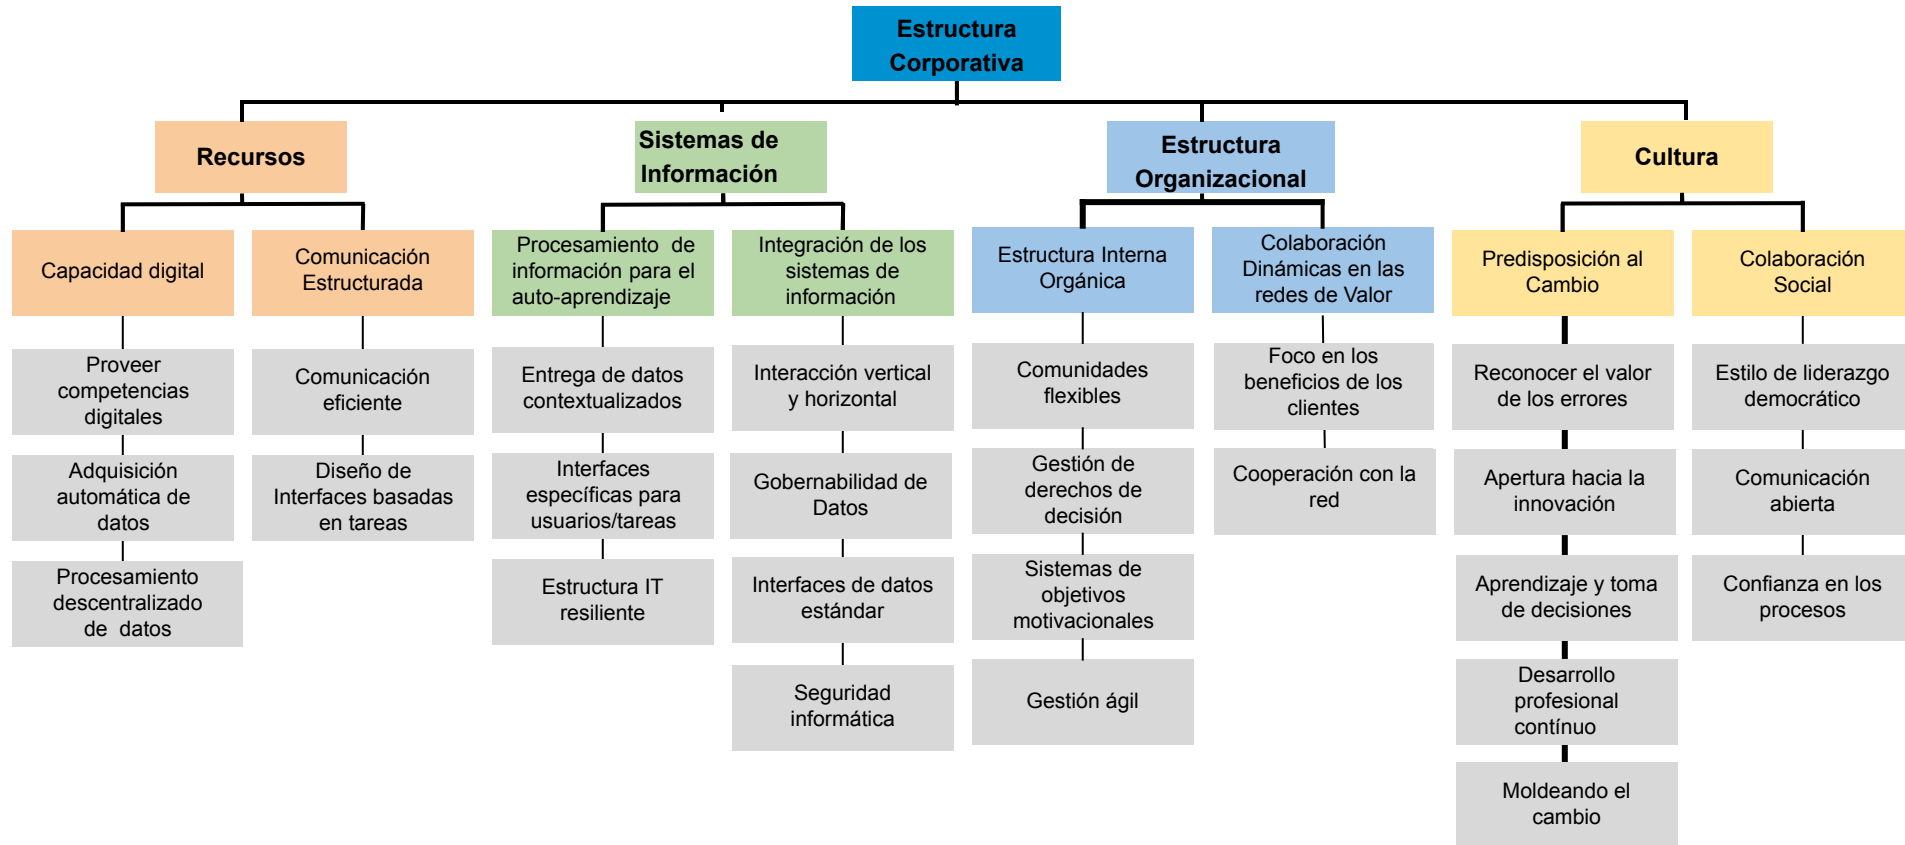 Estructura
Corporativa
Recursos
Sistemas de
Información
Estructura
Organizacional
Cultura
Capacidad digital
Comunicación
Estructurada
Procesamiento de
información para el
auto-aprendizaje
Integración de los
sistemas de
información
Estructura Interna
Orgánica
Colaboración
Dinámicas en las
redes de Valor
Predisposición al
Cambio
Colaboración
Social
Proveer
competencias
digitales
Comunicación
eficiente
Entrega de datos
contextualizados
Interacción vertical
y horizontal
Comunidades
flexibles
Foco en los
beneficios de los
clientes
Reconocer el valor
de los errores
Estilo de liderazgo
democrático
Adquisición
automática de
datos
Diseño de
Interfaces basadas
en tareas
Interfaces
específicas para
usuarios/tareas
Gobernabilidad de
Datos
Gestión de
derechos de
decisión
Cooperación con la
red
Apertura hacia la
innovación
Comunicación
abierta
Procesamiento
descentralizado
de datos
Estructura IT
resiliente
Interfaces de datos
estándar
Sistemas de
objetivos
motivacionales
Aprendizaje y toma
de decisiones
Confianza en los
procesos
Seguridad
informática
Gestión ágil
Desarrollo
profesional
contínuo
Moldeando el
cambio